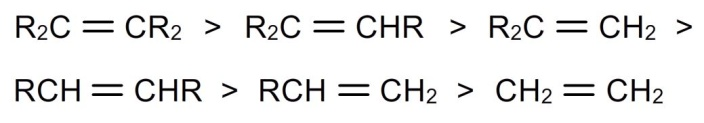 R₂C = CR₂ > R₂C = CHR > R₂C = CH₂ >
RCH = CHR > RCH = CH₂ > CH₂ = CH₂